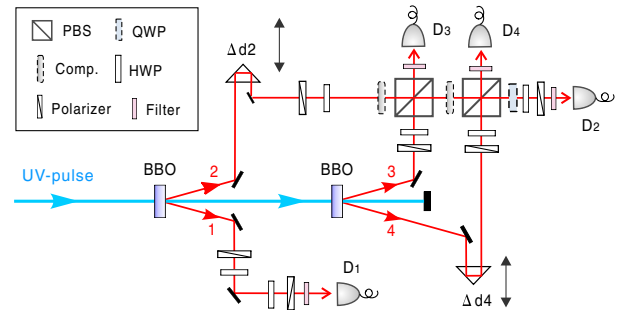 PBS
QWP
Comp.
HWP
Polarizer
Filter
Δd2
D3
D4
D2
UV-pulse
BBO
2
1
BBO
3
4
D1
Δd4